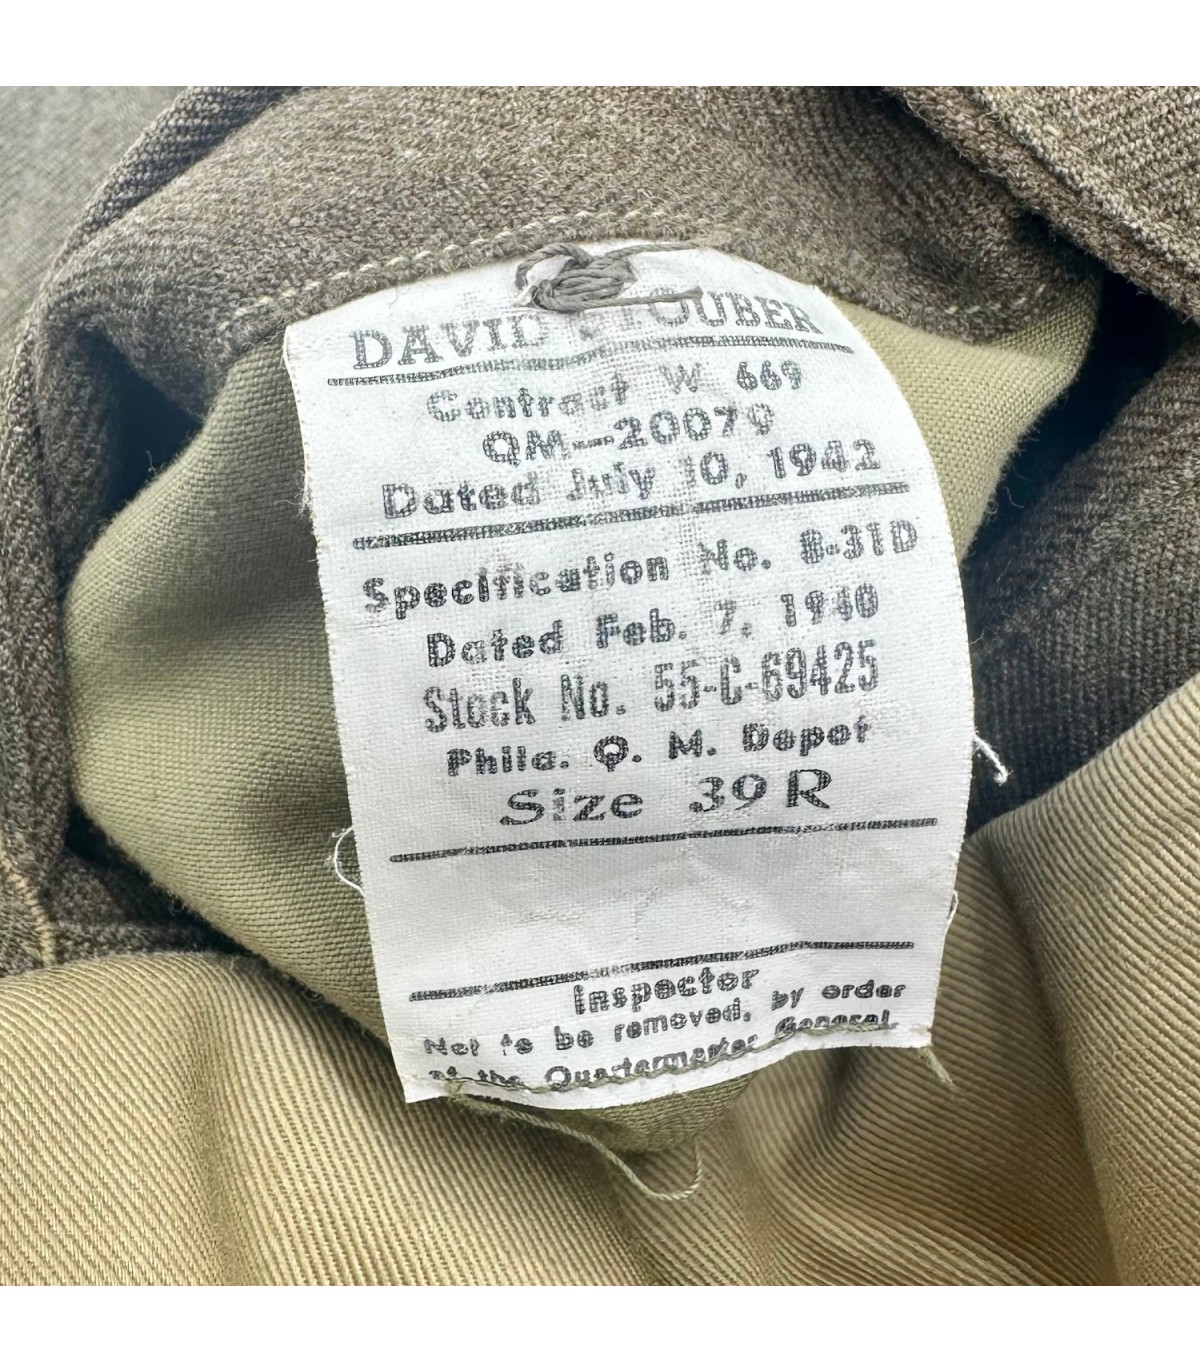 DAVID STOUBER
Contract W 669
QM-20079
Dated July 10, 1942
Specification No. 8-31D
Dated Feb. 7, 1940
Stock No. 55-C-69425
Phila. Q. M. Depot
Size 39R
Inspector
Not to be removed, by order
of the Quartermaster General